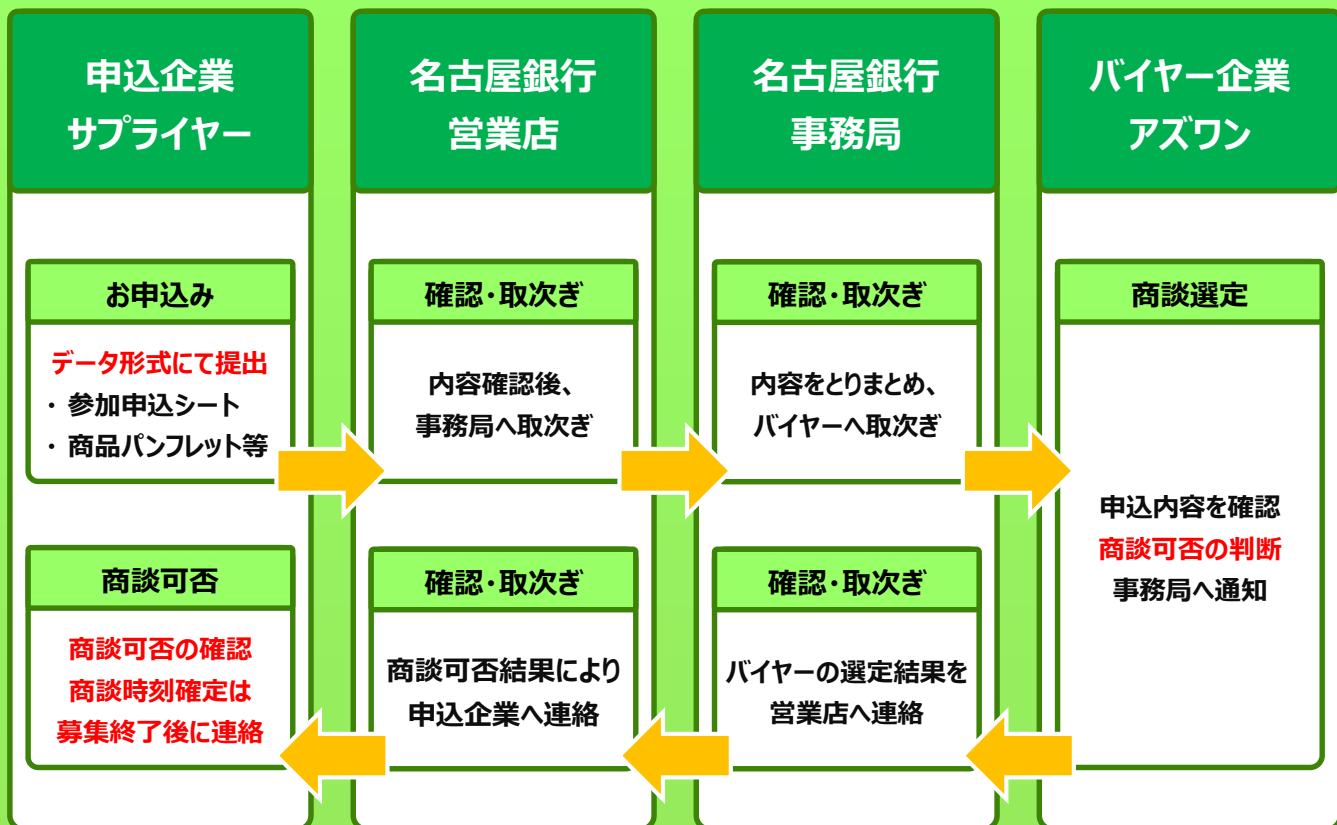 申込企業
サプライヤー
名古屋銀行
営業店
名古屋銀行
事務局
バイヤー企業
アズワン
お申込み
データ形式にて提出
・ 参加申込シート
・ 商品パンフレット等
確認・取次ぎ
内容確認後、
事務局へ取次ぎ
確認・取次ぎ
内容をとりまとめ、
バイヤーへ取次ぎ
商談選定
申込内容を確認
商談可否の判断
事務局へ通知
商談可否
商談可否の確認
商談時刻確定は
募集終了後に連絡
確認・取次ぎ
商談可否結果により
申込企業へ連絡
確認・取次ぎ
バイヤーの選定結果を
営業店へ連絡